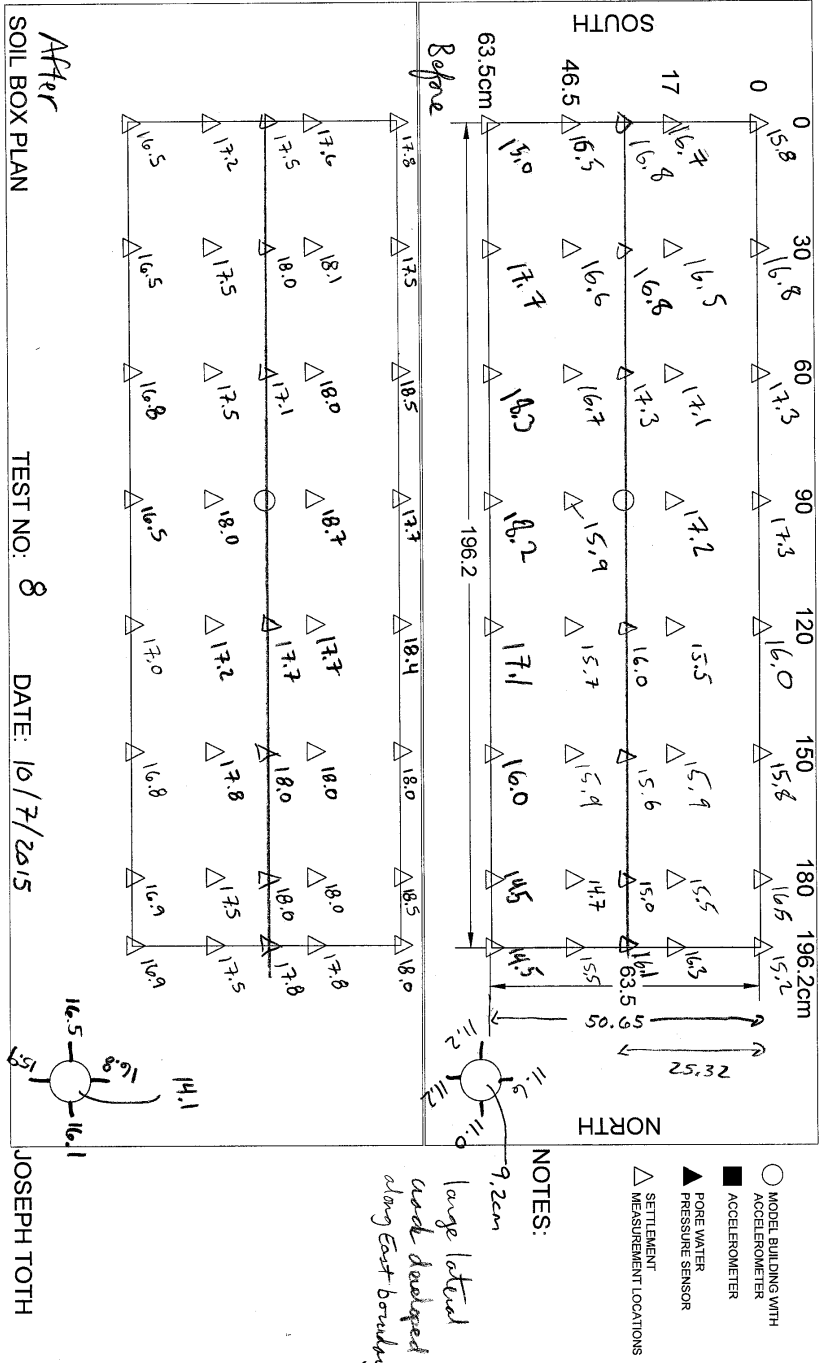 SOUTH
NORTH
0 30 60 90 120 150 180 196.2cm
0
15.8 16.8 17.3 17.3 16.0 15.8 16.5 15.2
17
16.7 16.5 17.1 17.2 15.5 15.9 15.5 16.3
16.8 16.8 17.3 16.0 15.6 15.0 16.1
46.5
16.5 16.6 16.7 15.9 15.7 15.9 14.7 15.5
63.5cm
17.7 18.2 17.1 16.0 14.5 14.5
Before
196.2
63.5
50.65
25.32
11.2
11.6
11.2
11.0
9.2cm
17.8 17.5 18.5 17.7 18.4 18.0 18.5 18.0
17.6 18.1 18.0 18.7 17.7 18.0 18.0 17.8
17.5 18.0 17.1 17.7 18.0 18.0 17.8
17.2 17.5 17.5 18.0 17.2 17.8 17.5 17.5
16.5 16.5 16.8 16.5 17.0 16.8 16.9 16.9
After
16.5
16.8
15.9
16.1
14.1
SOIL BOX PLAN
TEST NO: 8
DATE: 10/7/2015
JOSEPH TOTH
MODEL BUILDING WITH
ACCELEROMETER
ACCELEROMETER
PORE WATER
PRESSURE SENSOR
SETTLEMENT
MEASUREMENT LOCATIONS
NOTES:
large lateral
crack developed
along East boundary